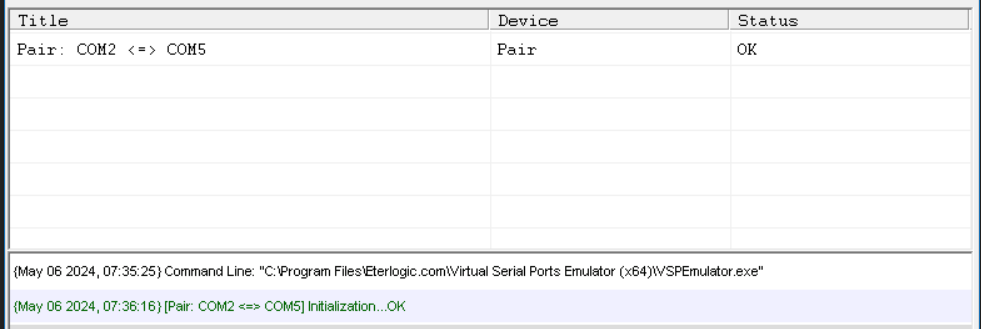 Title Device Status
Pair: COM2 <=> COM5 Pair OK
{May 06 2024, 07:35:25} Command Line: "C:\Program Files\Eterlogic.com\Virtual Serial Ports Emulator (x64)\VSPEmulator.exe"
{May 06 2024, 07:36:16} [Pair: COM2 <=> COM5] Initialization...OK